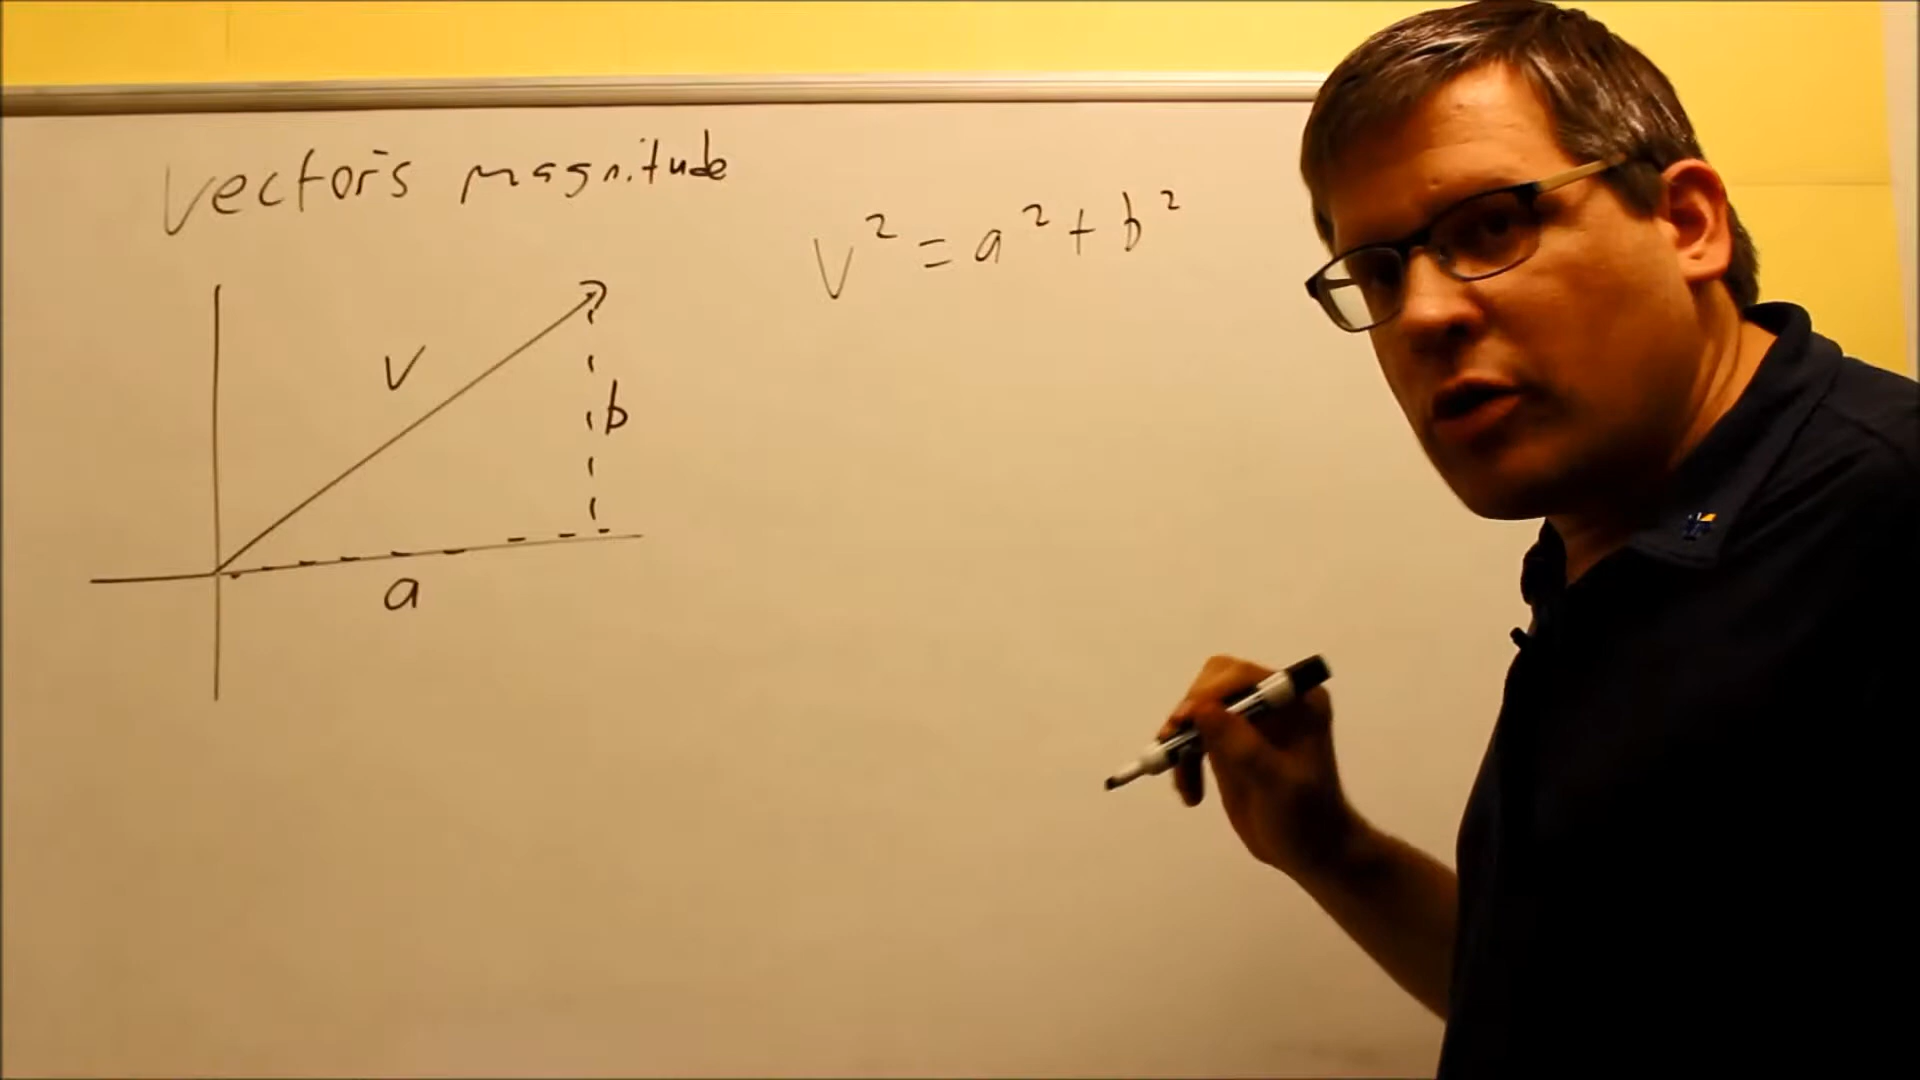 vector's magnitude
V² = a² + b²
V
b
a